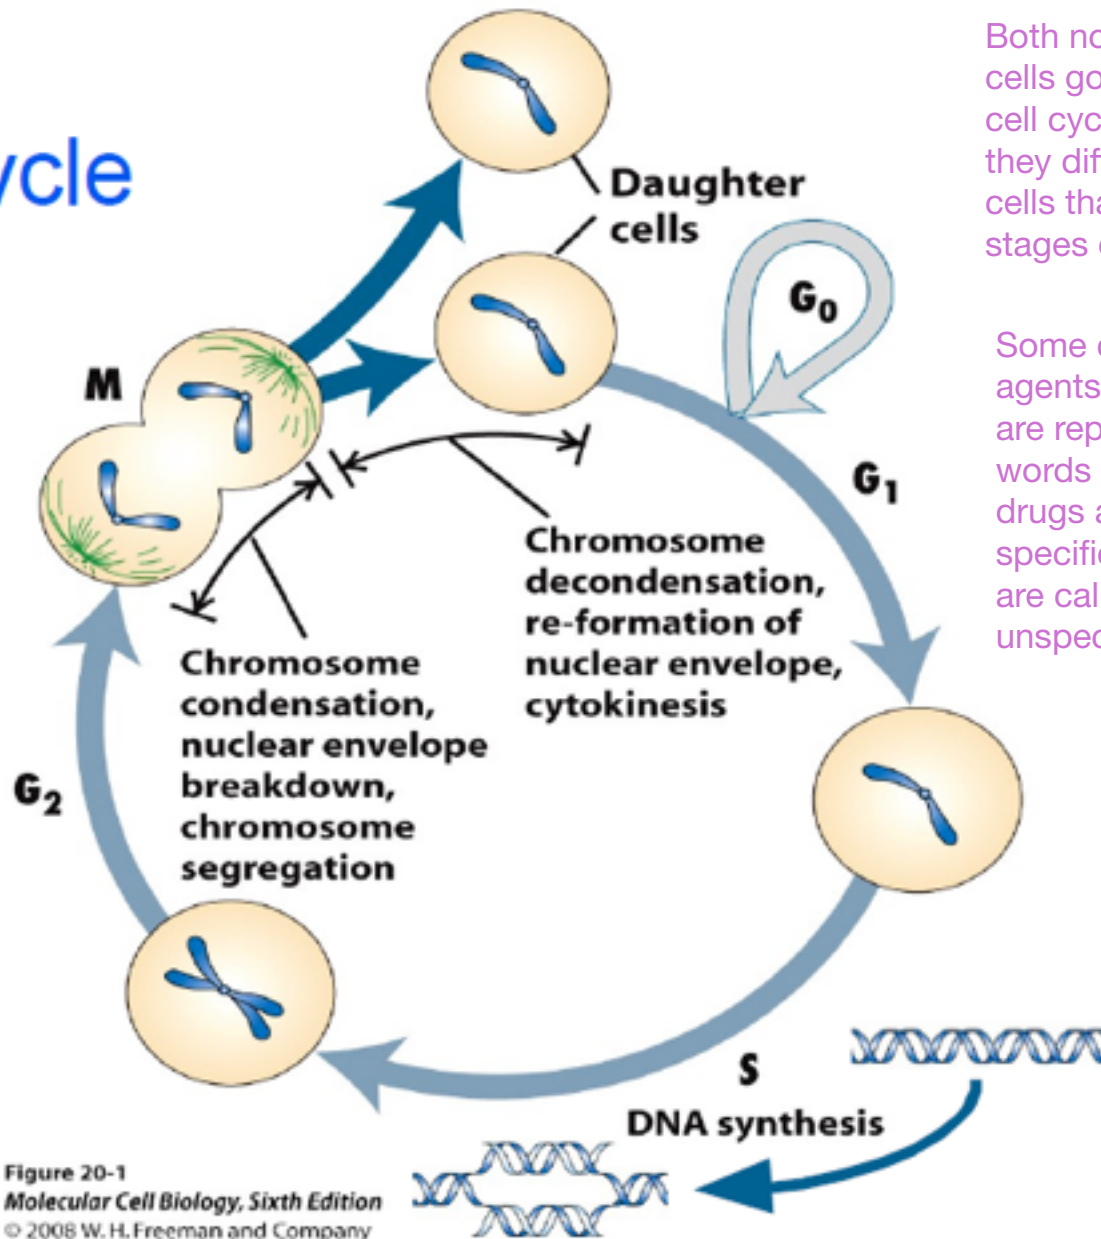 ycle
Both no
cells go
cell cyc
they dif
cells tha
stages
Daughter
cells
G0
Some
agents
are rep
words
drugs a
specific
are cal
unspec
M
G1
Chromosome
decondensation,
re-formation of
nuclear envelope,
cytokinesis
Chromosome
condensation,
nuclear envelope
breakdown,
chromosome
segregation
G2
S
DNA synthesis
Figure 20-1
Molecular Cell Biology, Sixth Edition
© 2008 W. H. Freeman and Company